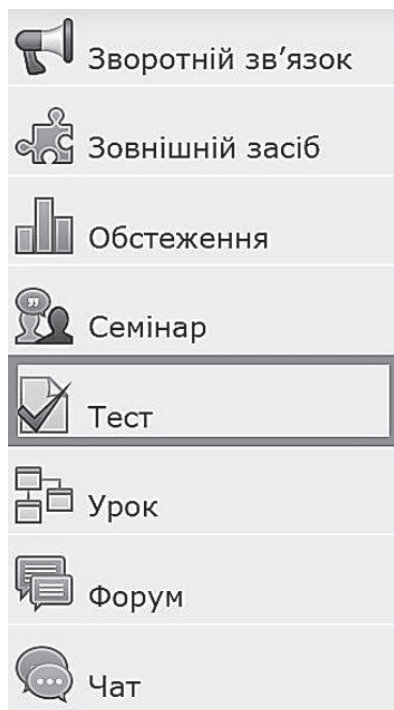 Зворотній зв’язок
Зовнішній засіб
Обстеження
Семінар
Тест
Урок
Форум
Чат